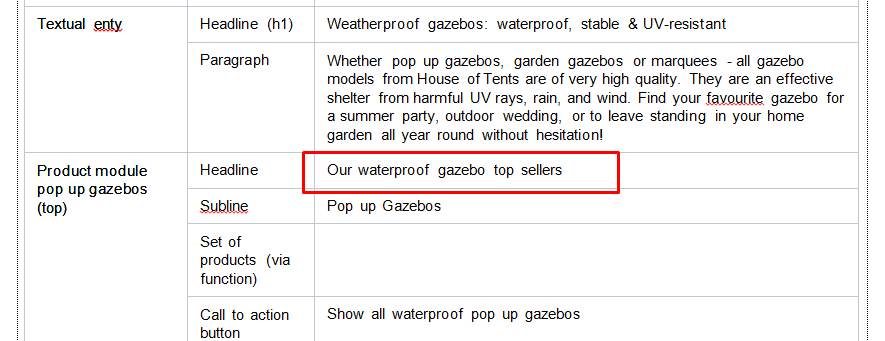 Textual enty
Headline (h1)
Weatherproof gazebos: waterproof, stable & UV-resistant
Paragraph
Whether pop up gazebos, garden gazebos or marquees - all gazebo
models from House of Tents are of very high quality. They are an effective
shelter from harmful UV rays, rain, and wind. Find your favourite gazebo for
a summer party, outdoor wedding, or to leave standing in your home
garden all year round without hesitation!
Product module
pop up gazebos
(top)
Headline
Our waterproof gazebo top sellers
Subline
Pop up Gazebos
Set of
products (via
function)
Call to action
button
Show all waterproof pop up gazebos